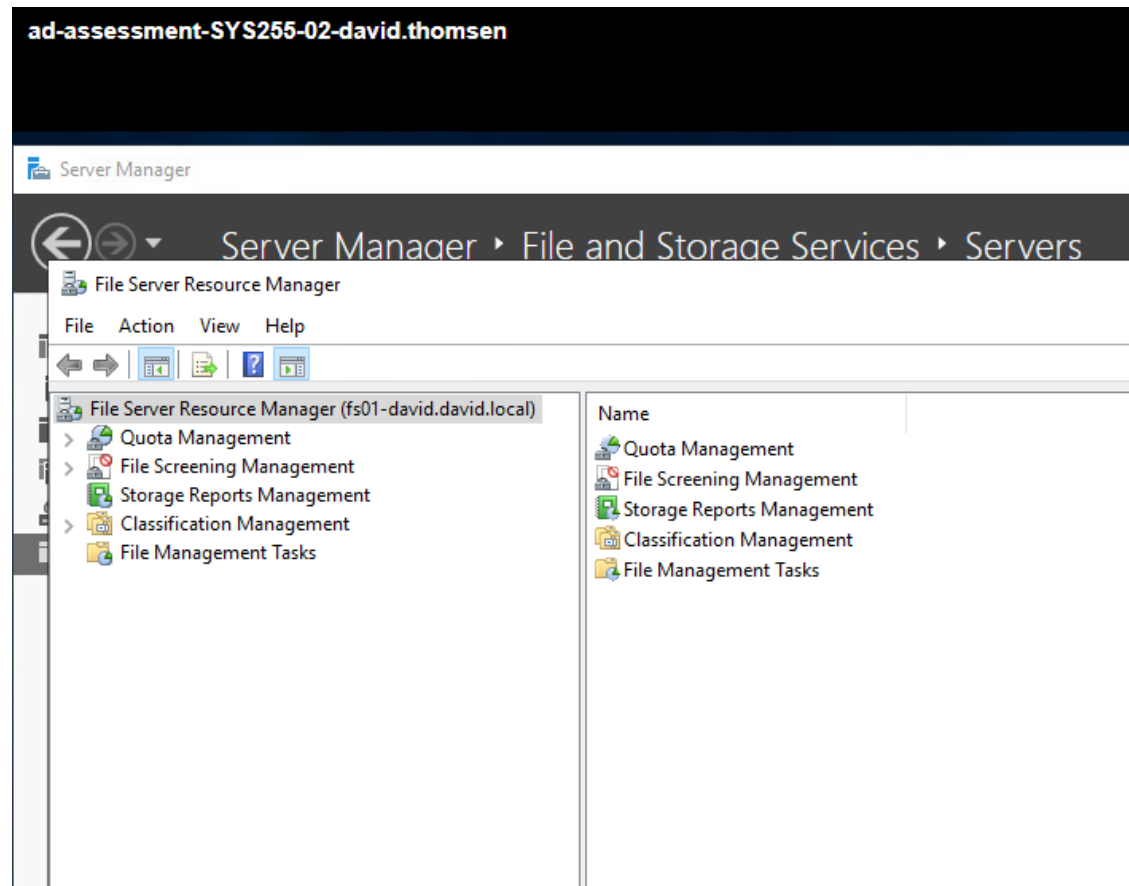 ad-assessment-SYS255-02-david.thomsen
Server Manager
Server Manager • File and Storage Services • Servers
File Server Resource Manager
File Action View Help
File Server Resource Manager (fs01-david.david.local)
Quota Management
File Screening Management
Storage Reports Management
Classification Management
File Management Tasks
Name
Quota Management
File Screening Management
Storage Reports Management
Classification Management
File Management Tasks